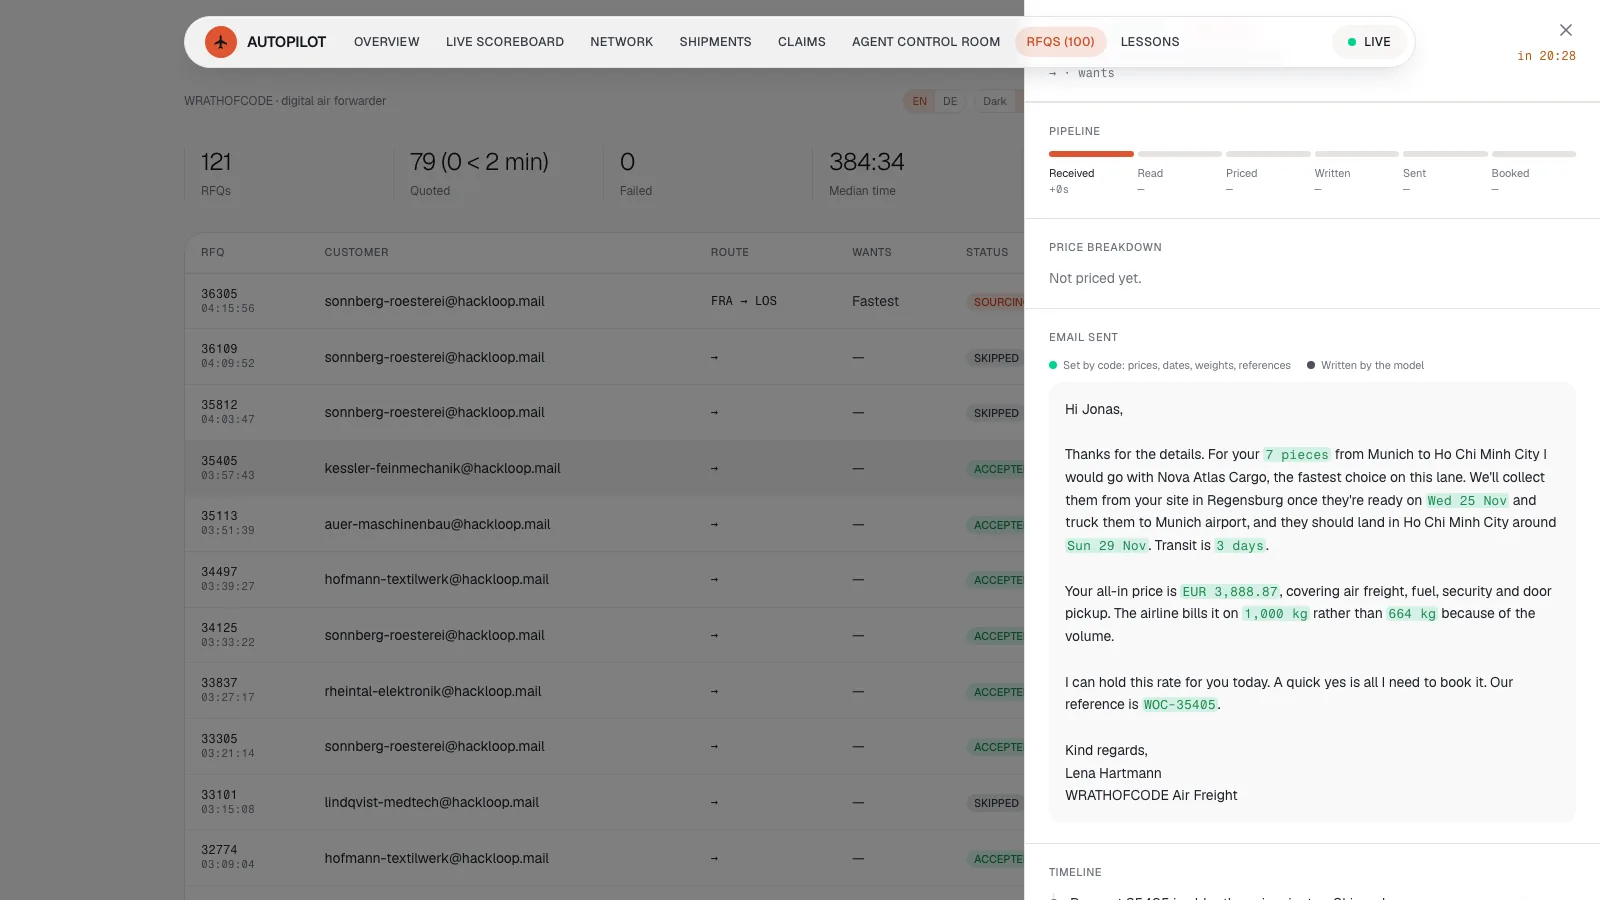 AUTOPILOT OVERVIEW LIVE SCOREBOARD NETWORK SHIPMENTS CLAIMS AGENT CONTROL ROOM RFQS (100) LESSONS LIVE
WRATHOFCODE · digital air forwarder EN DE Dark
121
RFQs
79 (0 < 2 min)
Quoted
0
Failed
384:34
Median time
RFQ CUSTOMER ROUTE WANTS STATUS
36305 sonnberg-roesterei@hackloop.mail FRA → LOS Fastest
04:15:56
36109 sonnberg-roesterei@hackloop.mail → — SKIPPED
04:09:52
35812 sonnberg-roesterei@hackloop.mail → — SKIPPED
04:03:47
35405 kessler-feinmechanik@hackloop.mail → —
03:57:43
35113 auer-maschinenbau@hackloop.mail → —
03:51:39
34497 hofmann-textilwerk@hackloop.mail → —
03:39:27
34125 sonnberg-roesterei@hackloop.mail → —
03:33:22
33837 rheintal-elektronik@hackloop.mail → —
03:27:17
33305 sonnberg-roesterei@hackloop.mail → —
03:21:14
33101 lindqvist-medtech@hackloop.mail → — SKIPPED
03:15:08
32774 hofmann-textilwerk@hackloop.mail → —
03:09:04
in 20:28
→ · wants
PIPELINE
Received Read Priced Written Sent Booked
+0s — — — — —
PRICE BREAKDOWN
Not priced yet.
EMAIL SENT
Set by code: prices, dates, weights, references Written by the model
Hi Jonas,
Thanks for the details. For your 7 pieces from Munich to Ho Chi Minh City I
would go with Nova Atlas Cargo, the fastest choice on this lane. We'll collect
them from your site in Regensburg once they're ready on Wed 25 Nov and
truck them to Munich airport, and they should land in Ho Chi Minh City around
Sun 29 Nov. Transit is 3 days.
Your all-in price is EUR 3,888.87, covering air freight, fuel, security and door
pickup. The airline bills it on 1,000 kg rather than 664 kg because of the
volume.
I can hold this rate for you today. A quick yes is all I need to book it. Our
reference is WOC-35405.
Kind regards,
Lena Hartmann
WRATHOFCODE Air Freight
TIMELINE